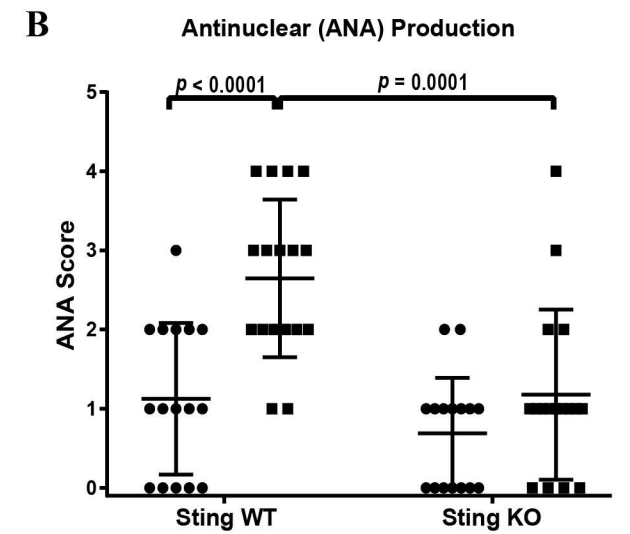 B
Antinuclear (ANA) Production
p < 0.0001
p = 0.0001
ANA Score
5
4
3
2
1
0
Sting WT
Sting KO